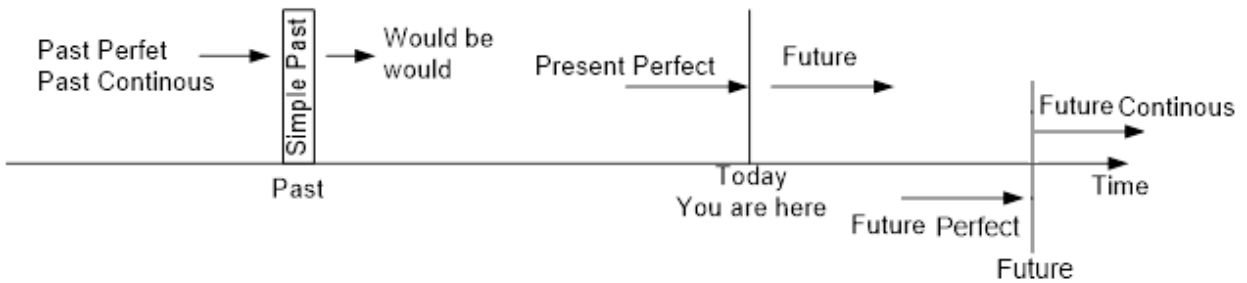 Past Perfet
Past Continous
Simple Past
Would be
would
Present Perfect
Future
Future Continous
Past
Today
You are here
Time
Future Perfect
Future